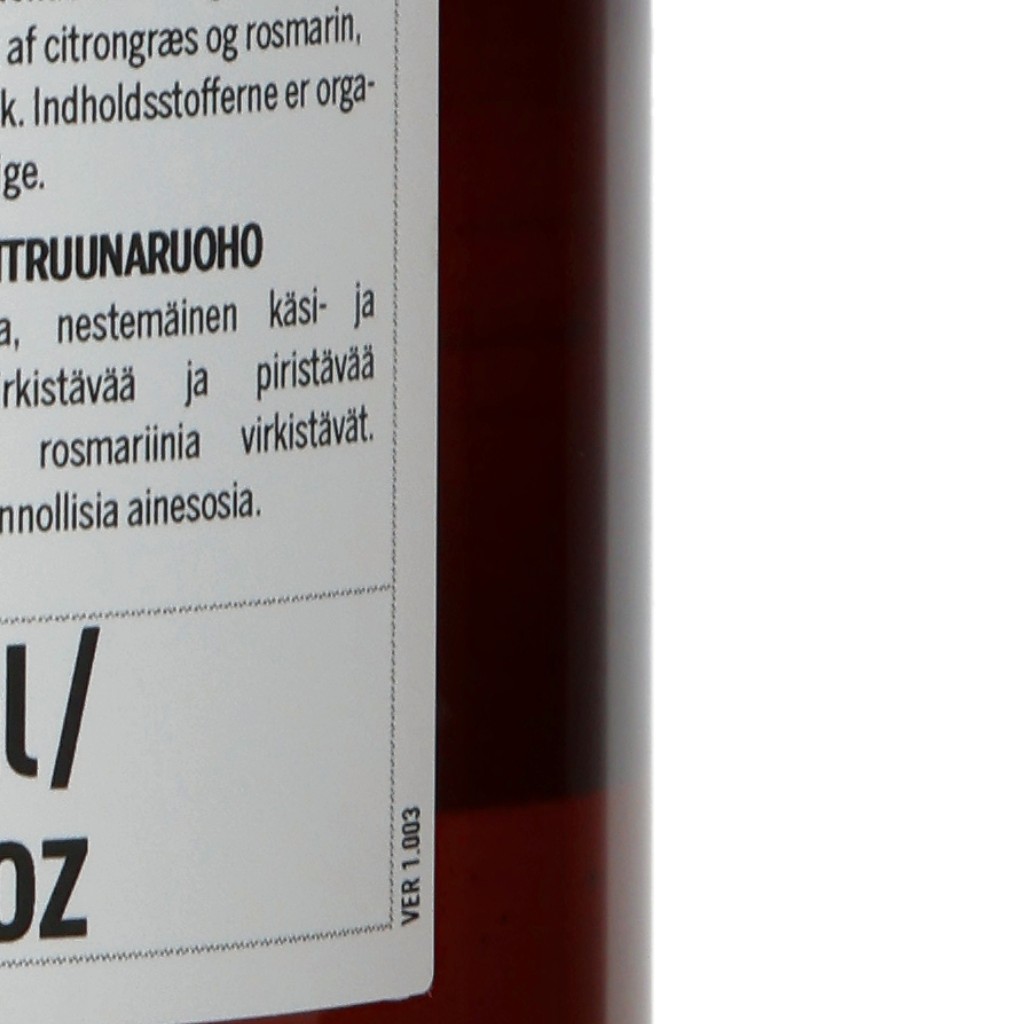 af citrongræs og rosmarin,
k. Indholdsstofferne er orga-
ge.
TRUUNARUOHO
a, nestemäinen käsi- ja
rkistävää ja piristävää
rosmariinia virkistävät.
nnollisia ainesosia.
l/
OZ
VER 1.003